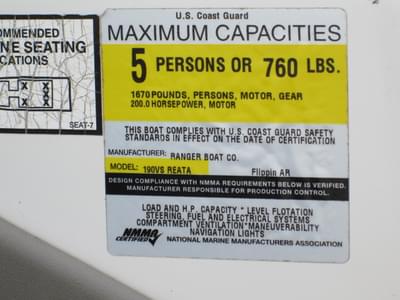 OMMENDED
NE SEATING
CATIONS
H X X
X X
SEAT-7
U.S. Coast Guard
MAXIMUM CAPACITIES
5 PERSONS OR 760 LBS.
1670 POUNDS, PERSONS, MOTOR, GEAR
200.0 HORSEPOWER, MOTOR
THIS BOAT COMPLIES WITH U.S. COAST GUARD SAFETY
STANDARDS IN EFFECT ON THE DATE OF CERTIFICATION
MANUFACTURER: RANGER BOAT CO.
MODEL: 190VS REATA Flippin AR
DESIGN COMPLIANCE WITH NMMA REQUIREMENTS BELOW IS VERIFIED.
MANUFACTURER RESPONSIBLE FOR PRODUCTION CONTROL.
LOAD AND H.P. CAPACITY * LEVEL FLOTATION
STEERING, FUEL AND ELECTRICAL SYSTEMS
COMPARTMENT VENTILATION*MANEUVERABILITY
NAVIGATION LIGHTS
NMMA
CERTIFIED
NATIONAL MARINE MANUFACTURERS ASSOCIATION